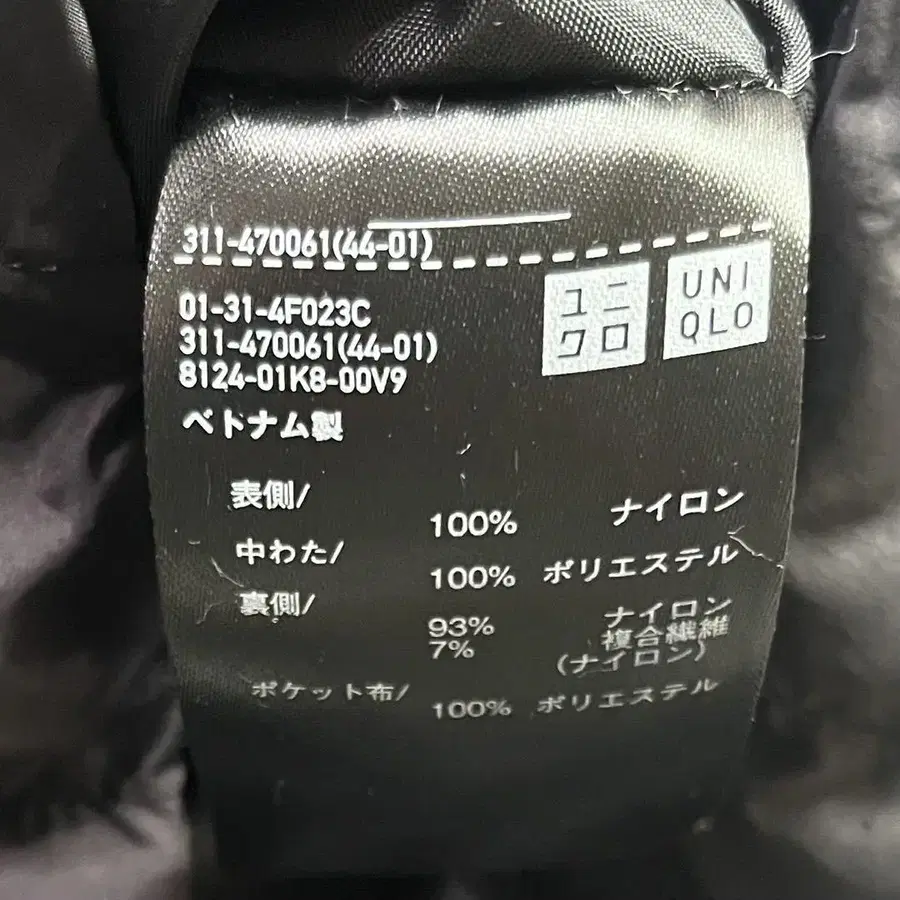 311-470061(44-01)
ユニ
クロ
UNI
QLO
01-31-4F023C
311-470061(44-01)
8124-01K8-00V9
ベトナム製
表側/
100% ナイロン
中わた/
100% ポリエステル
裏側/
93% ナイロン
7% 複合繊維
(ナイロン)
ポケット布/
100% ポリエステル